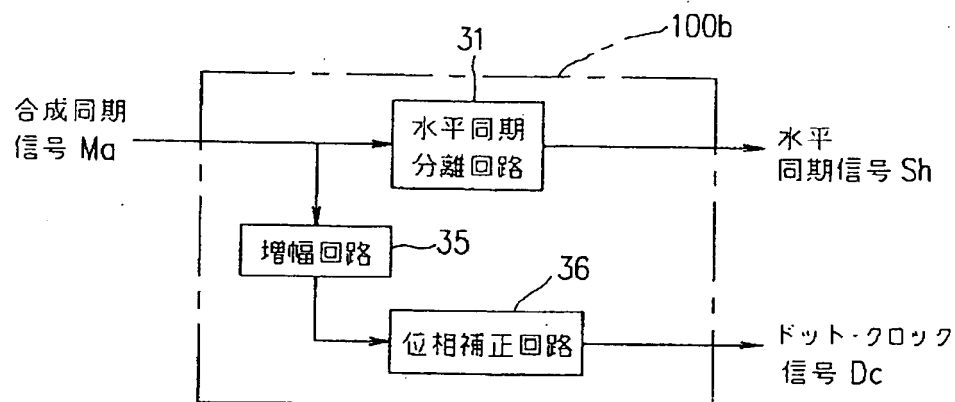 100b
31
合成同期
信号 Ma
水平同期
分離回路
水平
同期信号 Sh
増幅回路
35
36
位相補正回路
ドット・クロック
信号 Dc